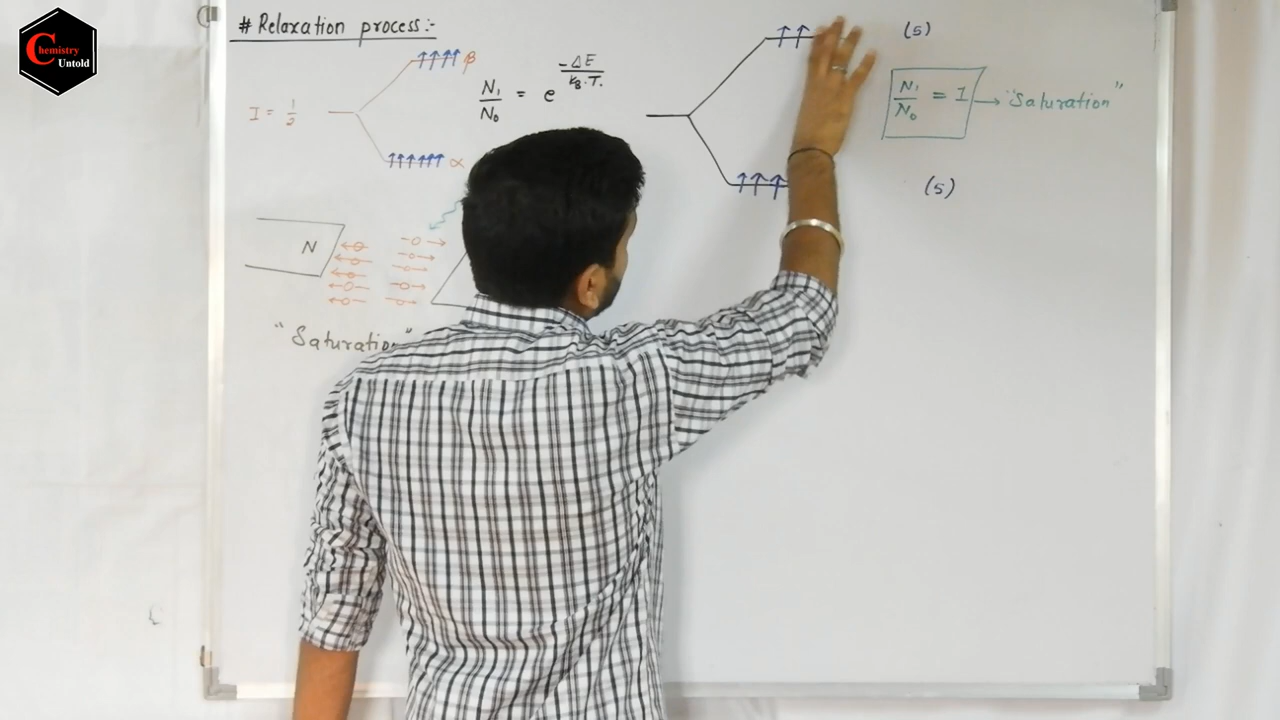 Chemistry
Untold
# Relaxation process:-
β
I = 1/2
α
N₁/N₀ = e^(-ΔE/k_B.T.)
(5)
N₁/N₀ = 1 → "Saturation"
(5)
N
"Saturation"